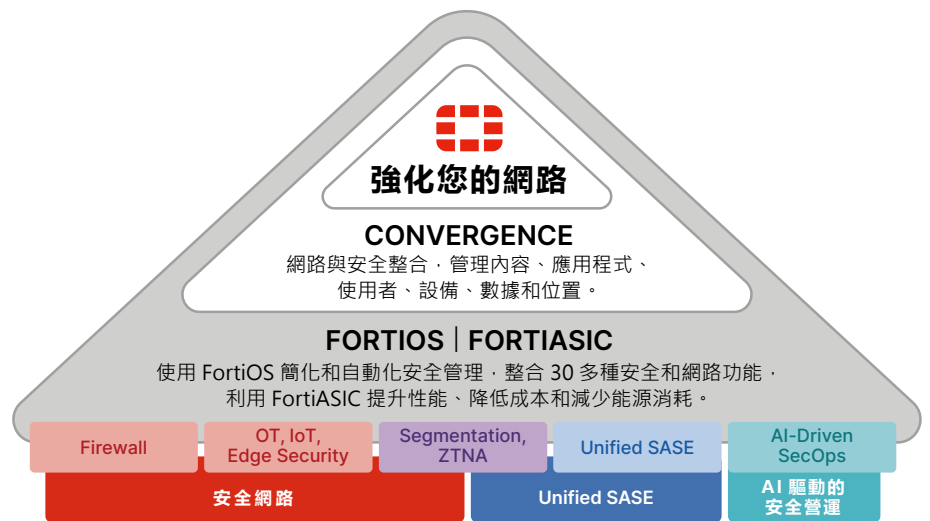 強化您的網路
CONVERGENCE
網路與安全整合，管理內容、應用程式、
使用者、設備、數據和位置。
FORTIOS | FORTIASIC
使用 FortiOS 簡化和自動化安全管理，整合 30 多種安全和網路功能，
利用 FortiASIC 提升性能、降低成本和減少能源消耗。
Firewall
OT, IoT,
Edge Security
Segmentation,
ZTNA
Unified SASE
AI-Driven
SecOps
安全網路
Unified SASE
AI 驅動的
安全營運